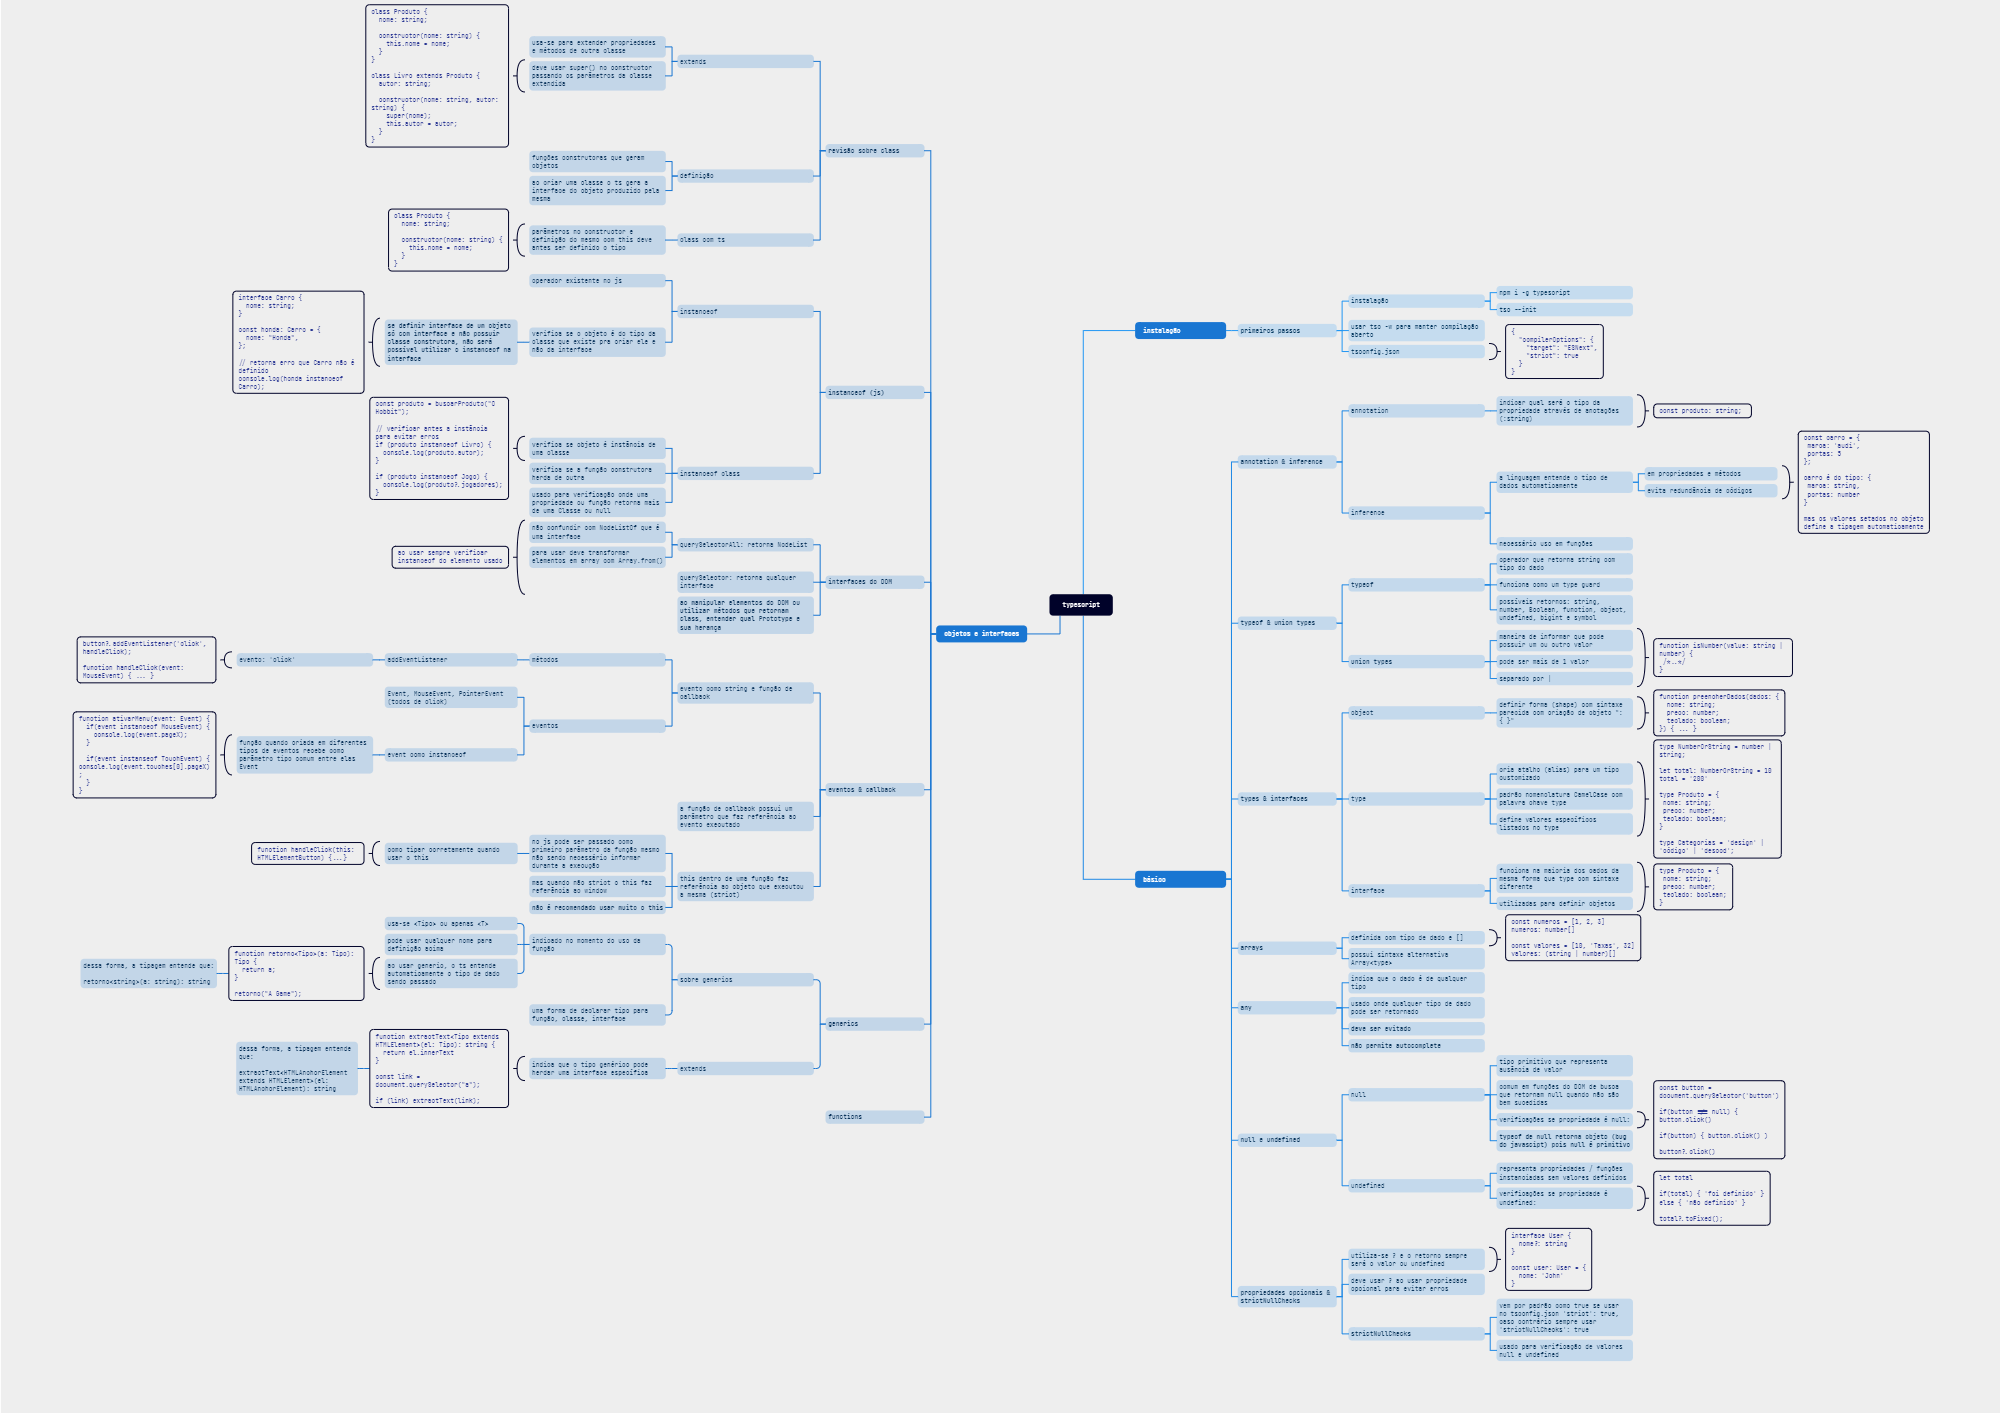 typescript
instalação
primeiros passos
instalação
npm i -g typescript
tsc --init
usar tsc -w para manter compilação
aberto
tsconfig.json
{
"compilerOptions": {
"target": "ESNext",
"strict": true
}
}
básico
annotation & inference
annotation
indicar qual será o tipo da
propriedade através de anotações
(:string)
const produto: string;
inference
a linguagem entende o tipo de
dados automaticamente
em propriedades e métodos
evita redundância de códigos
const carro = {
marca: 'audi',
portas: 5
};
carro é do tipo: {
marca: string,
portas: number
}
mas os valores setados no objeto
define a tipagem automaticamente
necessário uso em funções
typeof & union types
typeof
operador que retorna string com
tipo do dado
funciona como um type guard
possíveis retornos: string,
number, Boolean, function, object,
undefined, bigint e symbol
union types
maneira de informar que pode
possuir um ou outro valor
pode ser mais de 1 valor
separado por |
function isNumber(value: string |
number) {
/*..*/
}
types & interfaces
object
definir forma (shape) com sintaxe
parecida com criação de objeto ":
{ }"
function preencherDados(dados: {
nome: string;
preco: number;
teclado: boolean;
}) { ... }
type
cria atalho (alias) para um tipo
customizado
padrão nomenclatura CamelCase com
palavra chave type
define valores específicos
listados no type
type NumberOrString = number |
string;
let total: NumberOrString = 10
total = '200'
type Produto = {
nome: string;
preco: number;
teclado: boolean;
}
type Categorias = 'design' |
'código' | 'descod';
interface
funciona na maioria dos casos da
mesma forma que type com sintaxe
diferente
utilizadas para definir objetos
type Produto = {
nome: string;
preco: number;
teclado: boolean;
}
arrays
definida com tipo de dado e []
possui sintaxe alternativa
Array<type>
const numeros = [1, 2, 3]
numeros: number[]
const valores = [10, 'Taxas', 32]
valores: (string | number)[]
any
indica que o dado é de qualquer
tipo
usado onde qualquer tipo de dado
pode ser retornado
deve ser evitado
não permite autocomplete
null e undefined
null
tipo primitivo que representa
ausência de valor
comum em funções do DOM de busca
que retornam null quando não são
bem sucedidas
verificações se propriedade é null:
typeof de null retorna objeto (bug
do javascipt) pois null é primitivo
const button =
document.querySelector('button')
if(button !== null) {
button.click()
if(button) { button.click() )
button?.click()
undefined
representa propriedades / funções
instanciadas sem valores definidos
verificações se propriedade é
undefined:
let total
if(total) { 'foi definido' }
else { 'não definido' }
total?.toFixed();
propriedades opcionais &
strictNullChecks
utiliza-se ? e o retorno sempre
será o valor ou undefined
interface User {
nome?: string
}
const user: User = {
nome: 'John'
}
deve usar ? ao usar propriedade
opcional para evitar erros
strictNullChecks
vem por padrão como true se usar
no tsconfig.json 'strict': true,
caso contrário sempre usar
'strictNullChecks': true
usado para verificação de valores
null e undefined
objetos e interfaces
revisão sobre class
extends
usa-se para extender propriedades
e métodos de outra classe
deve usar super() no constructor
passando os parâmetros da classe
extendida
class Produto {
nome: string;
constructor(nome: string) {
this.nome = nome;
}
}
class Livro extends Produto {
autor: string;
constructor(nome: string, autor:
string) {
super(nome);
this.autor = autor;
}
}
definição
funções construtoras que geram
objetos
ao criar uma classe o ts gera a
interface do objeto produzido pela
mesma
class com ts
parâmetros no constructor e
definição do mesmo com this deve
antes ser definido o tipo
class Produto {
nome: string;
constructor(nome: string) {
this.nome = nome;
}
}
instanceof (js)
instanceof
operador existente no js
verifica se o objeto é do tipo da
classe que existe pra criar ele e
não da interface
se definir interface de um objeto
só com interface e não possuir
classe construtora, não será
possível utilizar o instanceof na
interface
interface Carro {
nome: string;
}
const honda: Carro = {
nome: "Honda",
};
// retorna erro que Carro não é
definido
console.log(honda instanceof
Carro);
instanceof class
verifica se objeto é instância de
uma classe
verifica se a função construtora
herda de outra
usado para verificação onde uma
propriedade ou função retorna mais
de uma Classe ou null
const produto = buscarProduto("O
Hobbit");
// verificar antes a instância
para evitar erros
if (produto instanceof Livro) {
console.log(produto.autor);
}
if (produto instanceof Jogo) {
console.log(produto?.jogadores);
}
interfaces do DOM
querySelectorAll: retorna NodeList
não confundir com NodeListOf que é
uma interface
para usar deve transformar
elementos em array com Array.from()
querySelector: retorna qualquer
interface
ao manipular elementos do DOM ou
utilizar métodos que retornam
class, entender qual Prototype e
sua herança
ao usar sempre verificar
instanceof do elemento usado
eventos & callback
evento como string e função de
callback
métodos
addEventListener
evento: 'click'
button?.addEventListener('click',
handleClick);
function handleClick(event:
MouseEvent) { ... }
eventos
Event, MouseEvent, PointerEvent
(todos de click)
event como instanceof
função quando criada em diferentes
tipos de eventos recebe como
parâmetro tipo comum entre elas
Event
function ativarMenu(event: Event) {
if(event instanceof MouseEvent) {
console.log(event.pageX);
}
if(event instanceof TouchEvent) {
console.log(event.touches[0].pageX)
;
}
}
a função de callback possui um
parâmetro que faz referência ao
evento executado
this dentro de uma função faz
referência ao objeto que executou
a mesma (strict)
no js pode ser passado como
primeiro parâmetro da função mesmo
não sendo necessário informar
durante a execução
como tipar corretamente quando
usar o this
function handleClick(this:
HTMLElementButton) {...}
mas quando não strict o this faz
referência ao window
não é recomendado usar muito o this
generics
sobre generics
indicado no momento do uso da
função
usa-se <Tipo> ou apenas <T>
pode usar qualquer nome para
definição acima
ao usar generic, o ts entende
automaticamente o tipo de dado
sendo passado
function retorno<Tipo>(a: Tipo):
Tipo {
return a;
}
retorno("A Game");
dessa forma, a tipagem entende que:
retorno<string>(a: string): string
uma forma de declarar tipo para
função, classe, interface
extends
indica que o tipo genérico pode
herdar uma interface específica
function extractText<Tipo extends
HTMLElement>(el: Tipo): string {
return el.innerText
}
const link =
document.querySelector("a");
if (link) extractText(link);
dessa forma, a tipagem entende
que:
extractText<HTMLAnchorElement
extends HTMLElement>(el:
HTMLAnchorElement): string
functions